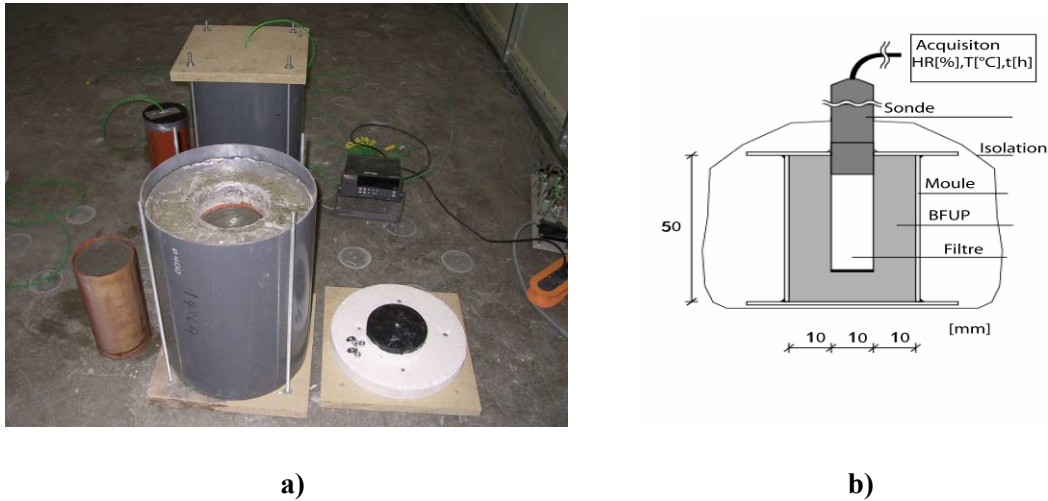 Acquisiton
HR[%],T[°C],t[h]
Sonde
Isolation
Moule
50
BFUP
Filtre
[mm]
10 10 10
a) b)